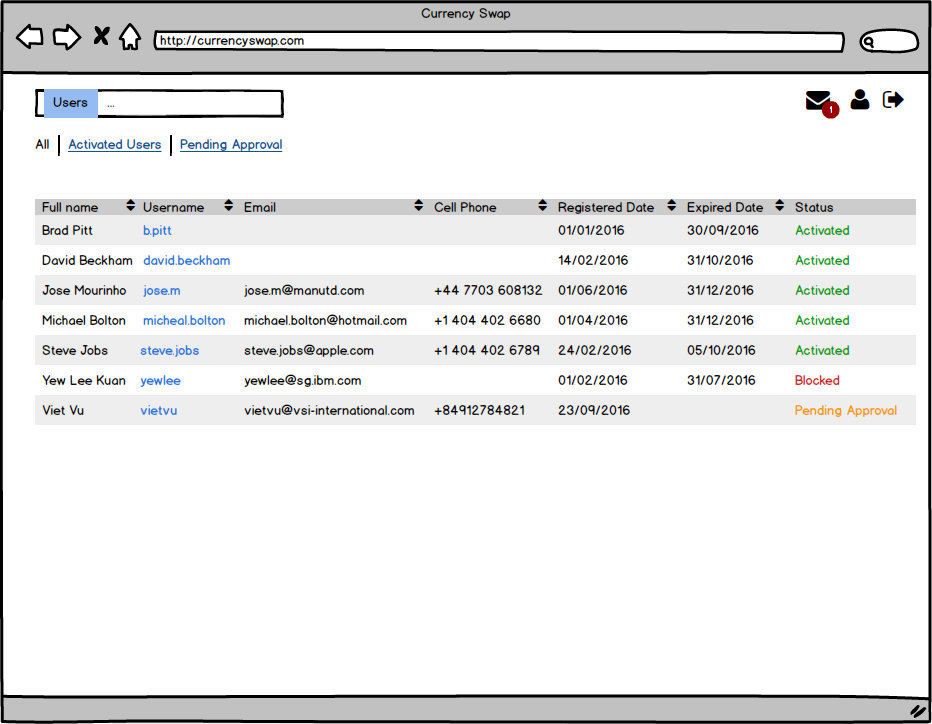 Currency Swap
http://currencyswap.com
Users ...
1
All Activated Users Pending Approval
Full name Username Email Cell Phone Registered Date Expired Date Status
Brad Pitt b.pitt 01/01/2016 30/09/2016 Activated
David Beckham david.beckham 14/02/2016 31/10/2016 Activated
Jose Mourinho jose.m jose.m@manutd.com +44 7703 608132 01/06/2016 31/12/2016 Activated
Michael Bolton micheal.bolton michael.bolton@hotmail.com +1 404 402 6680 01/04/2016 31/12/2016 Activated
Steve Jobs steve.jobs steve.jobs@apple.com +1 404 402 6789 24/02/2016 05/10/2016 Activated
Yew Lee Kuan yewlee yewlee@sg.ibm.com 01/02/2016 31/07/2016 Blocked
Viet Vu vietvu vietvu@vsi-international.com +84912784821 23/09/2016 Pending Approval